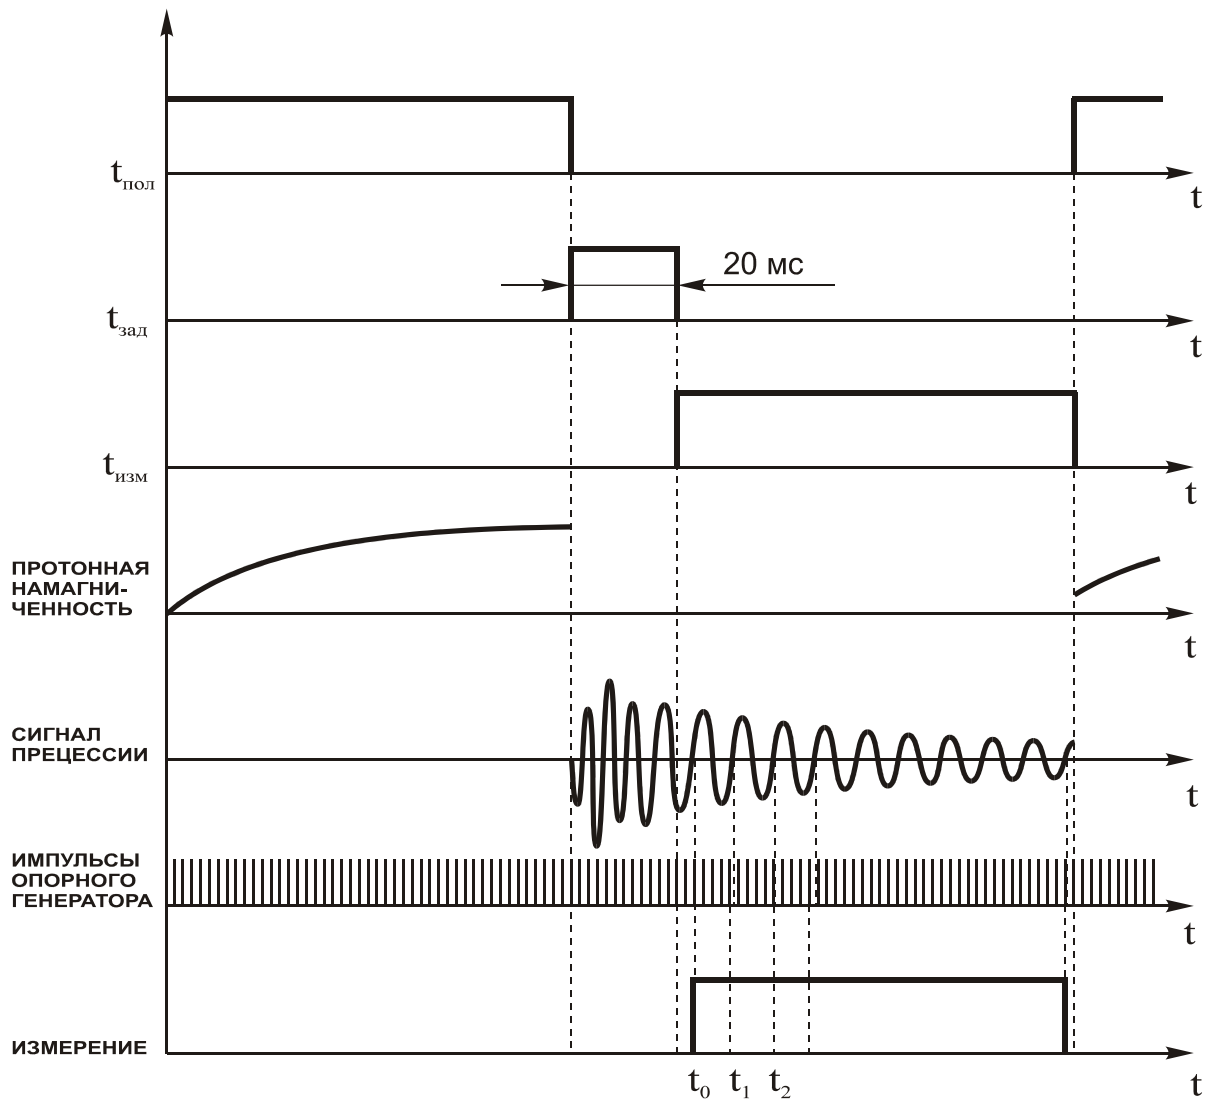 tпол
t
20 мс
tзад
t
tизм
t
ПРОТОННАЯ
НАМАГНИ-
ЧЕННОСТЬ
t
СИГНАЛ
ПРЕЦЕССИИ
t
ИМПУЛЬСЫ
ОПОРНОГО
ГЕНЕРАТОРА
t
ИЗМЕРЕНИЕ
t0 t1 t2
t